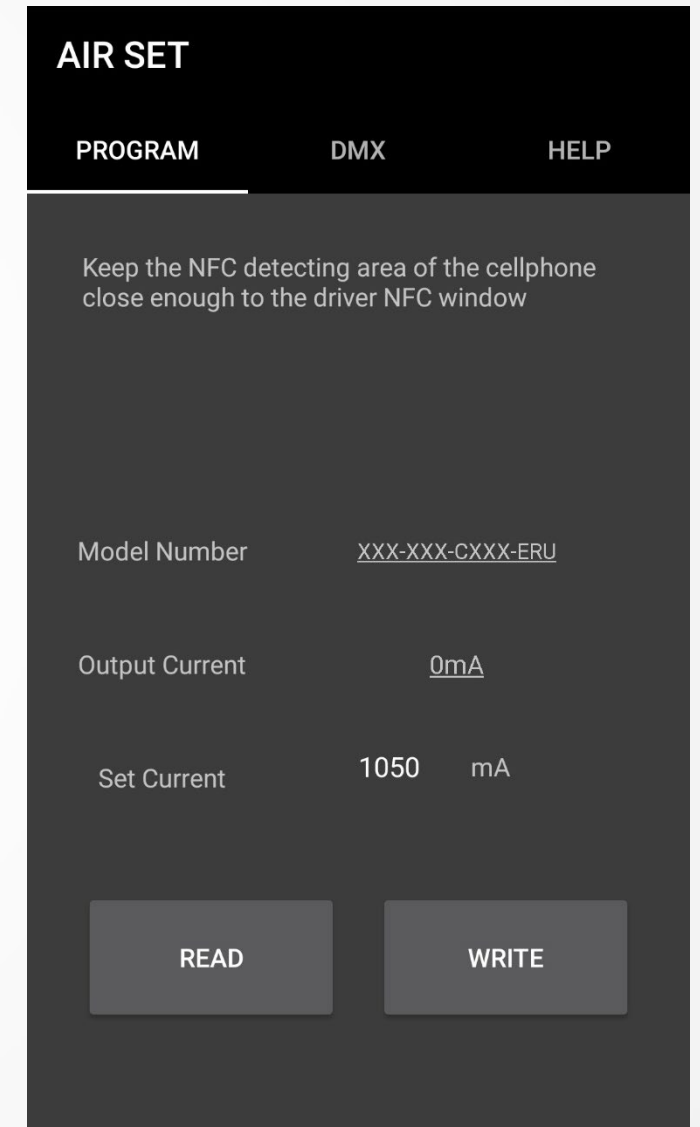 AIR SET
PROGRAM DMX HELP
Keep the NFC detecting area of the cellphone
close enough to the driver NFC window
Model Number XXX-XXX-CXXX-ERU
Output Current 0mA
Set Current 1050 mA
READ WRITE